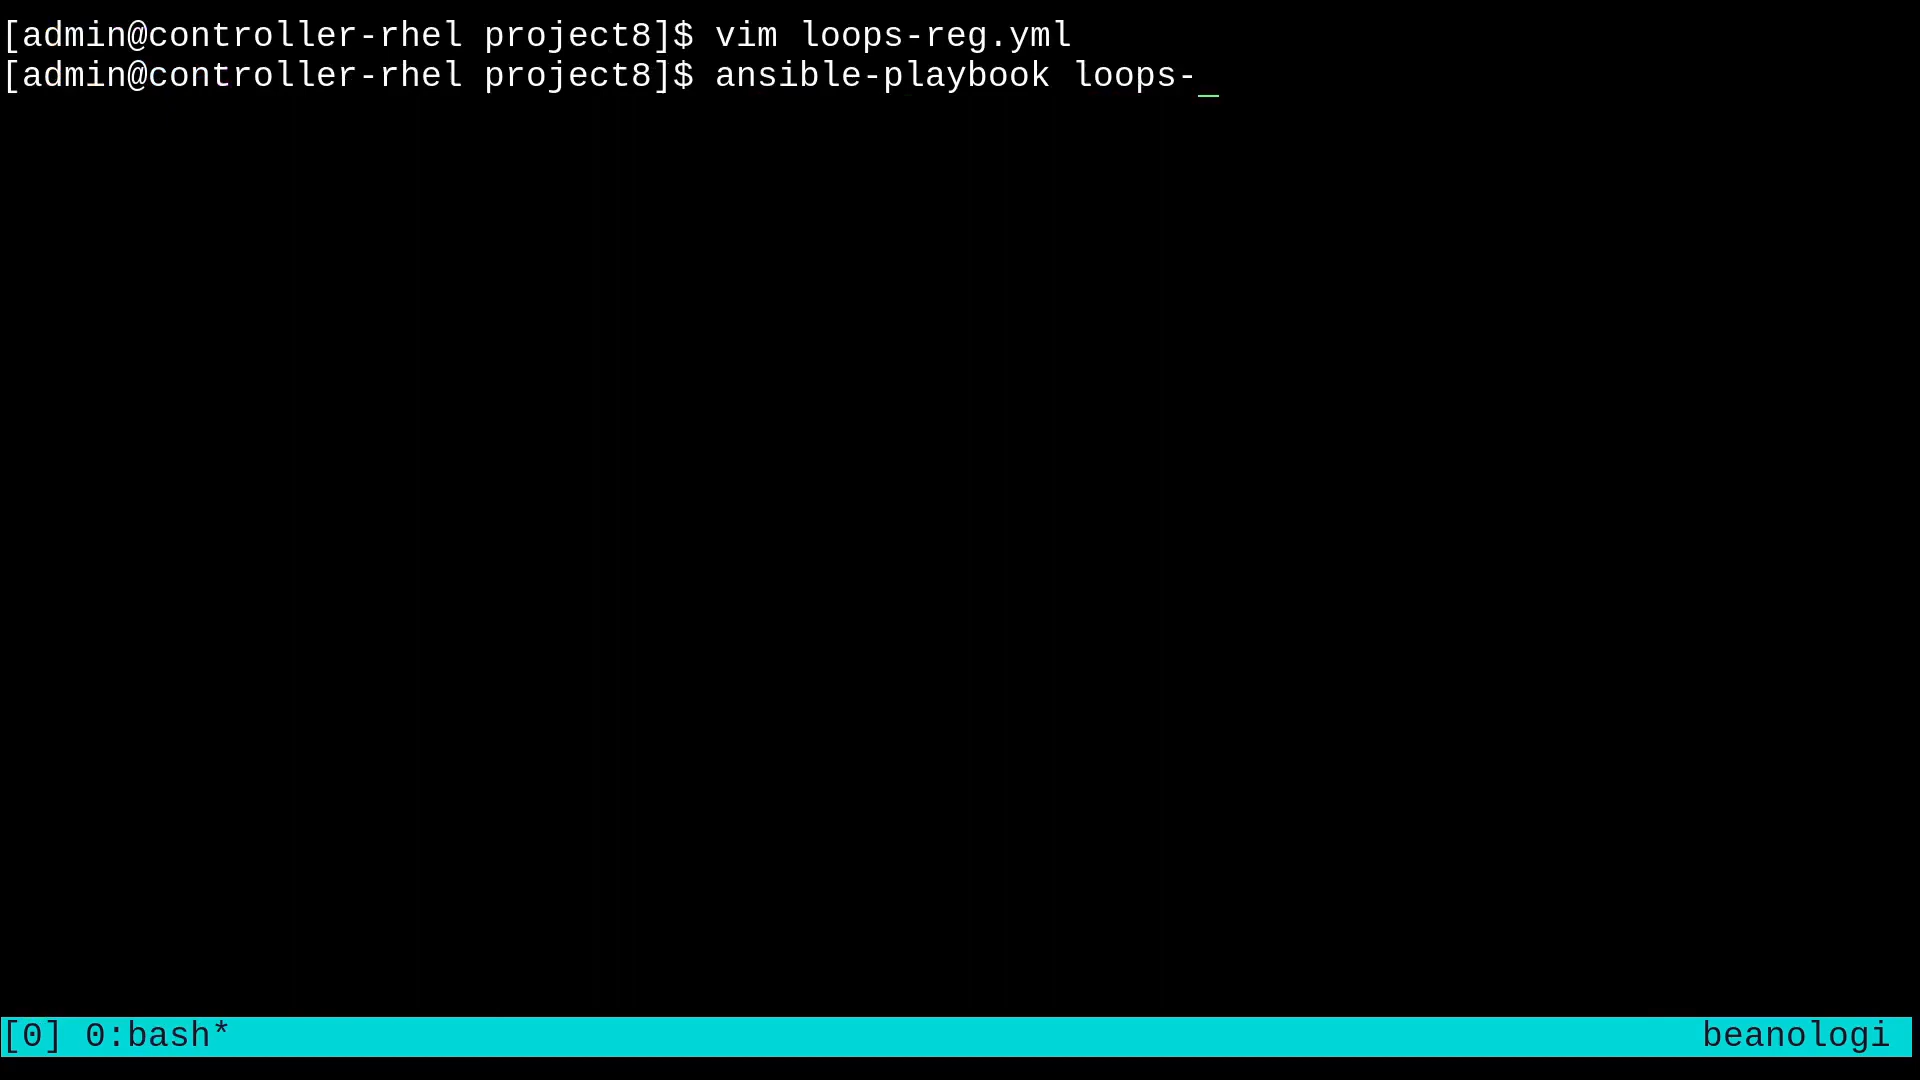 [admin@controller-rhel project8]$ vim loops-reg.yml
[admin@controller-rhel project8]$ ansible-playbook loops-_
[0] 0:bash* beanologi